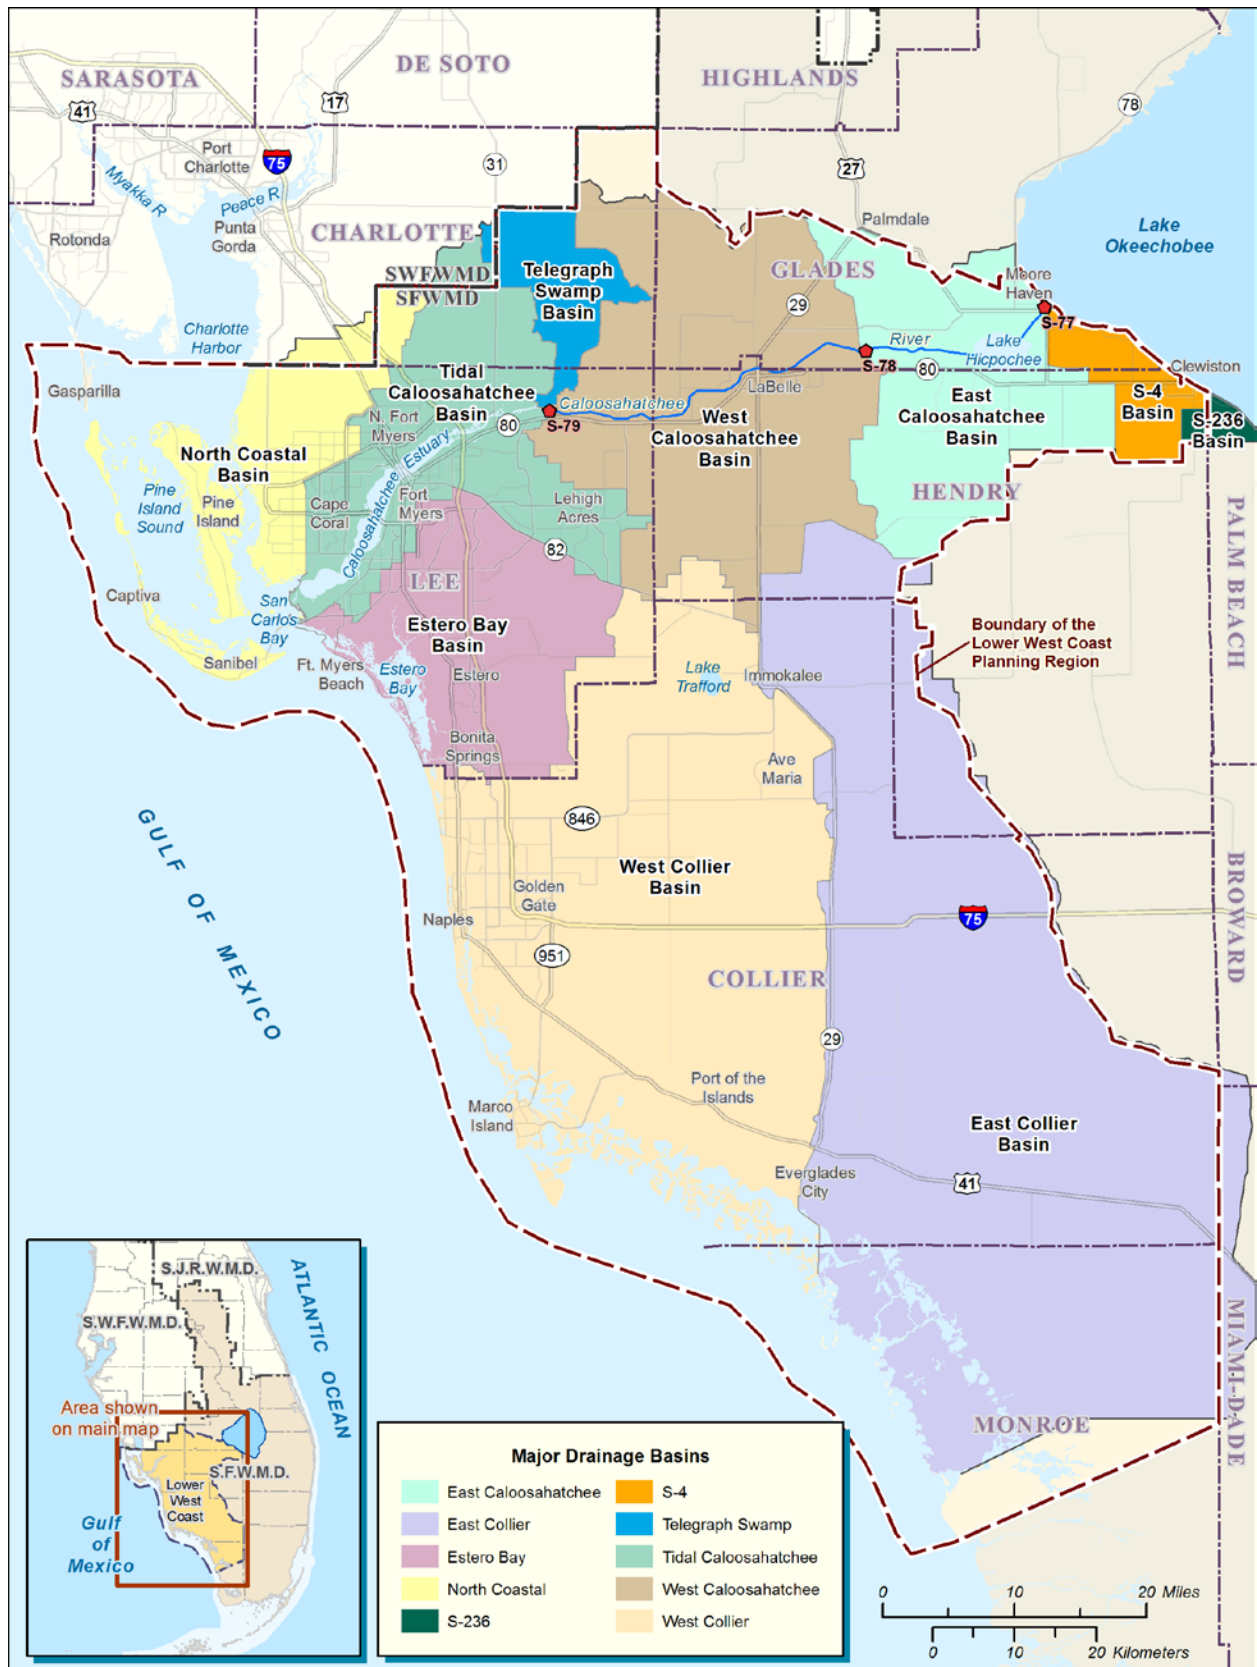 SARASOTA
DE SOTO
HIGHLANDS
41
17
78
31
27
Port
Charlotte
75
Myakka R
Peace R
Punta
Gorda
Rotonda
CHARLOTTE
Palmdale
Lake
Okeechobee
SWFWMD
SFWMD
Telegraph
Swamp
Basin
GLADES
Moore
Haven
29
S-77
Charlotte
Harbor
River
Lake
Hicpochee
S-78
80
Clewiston
Gasparilla
Tidal
Caloosahatchee
Basin
LaBelle
Caloosahatchee
S-79
80
N. Fort
Myers
West
Caloosahatchee
Basin
East
Caloosahatchee
Basin
S-4
Basin
S-236
Basin
North Coastal
Basin
Estuary
Caloosahatchee
Pine
Island
Sound
Pine
Island
Cape
Coral
Fort
Myers
Lehigh
Acres
HENDRY
PALM BEACH
82
LEE
Captiva
San
Carlos
Bay
Estero Bay
Basin
Boundary of the
Lower West Coast
Planning Region
Sanibel
Ft. Myers
Beach
Estero
Bay
Estero
Lake
Trafford
Immokalee
Bonita
Springs
Ave
Maria
846
GULF OF MEXICO
West Collier
Basin
Golden
Gate
Naples
75
BROWARD
951
COLLIER
29
Port of the
Islands
Marco
Island
East Collier
Basin
Everglades
City
41
MIAMI-DADE
MONROE
S.J.R.W.M.D.
S.W.F.W.M.D.
ATLANTIC OCEAN
Area shown
on main map
S.F.W.M.D.
Lower
West
Coast
Gulf
of
Mexico
Major Drainage Basins
East Caloosahatchee
East Collier
Estero Bay
North Coastal
S-236
S-4
Telegraph Swamp
Tidal Caloosahatchee
West Caloosahatchee
West Collier
0 10 20 Miles
0 10 20 Kilometers